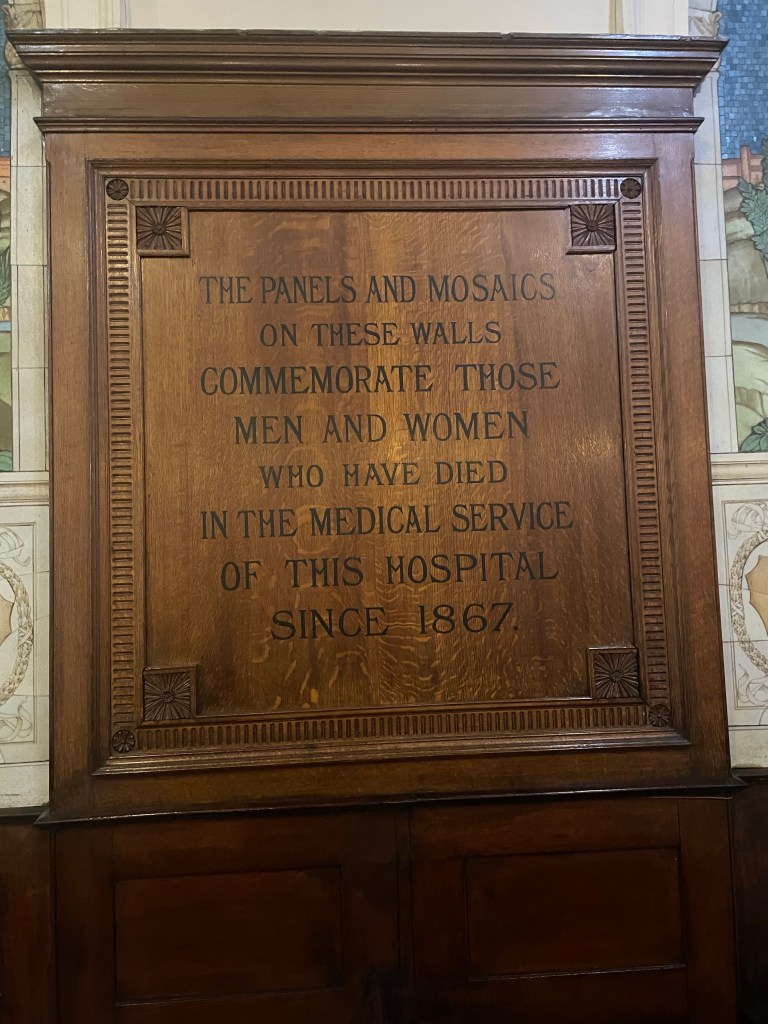 THE PANELS AND MOSAICS
ON THESE WALLS
COMMEMORATE THOSE
MEN AND WOMEN
WHO HAVE DIED
IN THE MEDICAL SERVICE
OF THIS HOSPITAL
SINCE 1867.